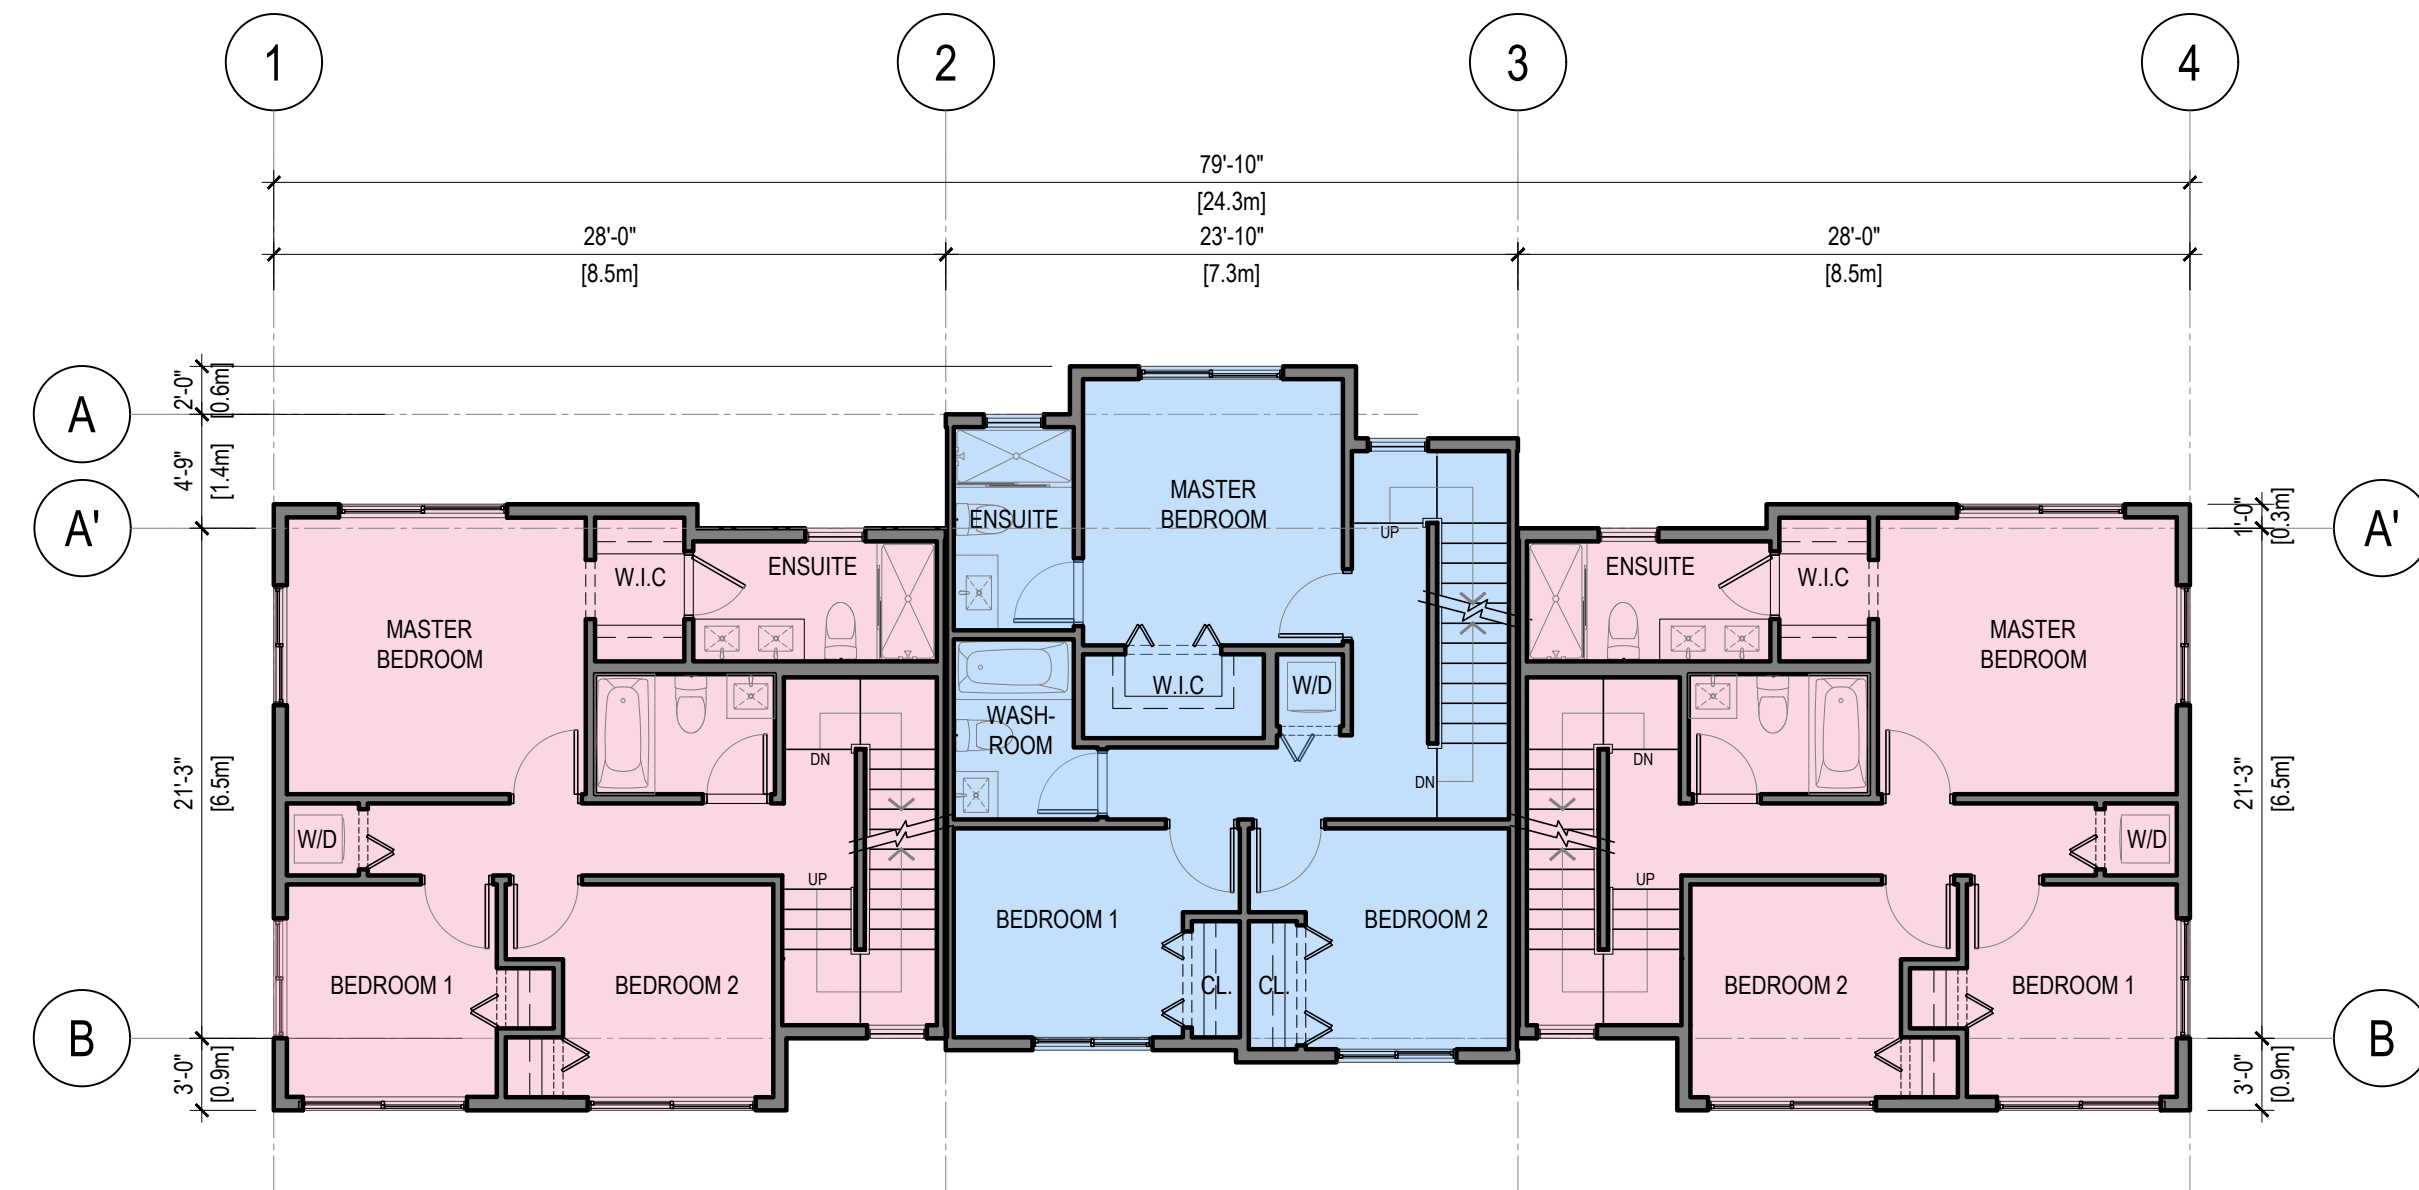 1
2
3
4
79'-10"
[24.3m]
28'-0"
23'-10"
28'-0"
[8.5m]
[7.3m]
[8.5m]
2'-0"
[0.6m]
A
4'-9"
[1.4m]
A'
1'-0"
[0.3m]
A'
MASTER
BEDROOM
ENSUITE
UP
W.I.C
ENSUITE
ENSUITE
W.I.C
MASTER
BEDROOM
MASTER
BEDROOM
W.I.C
W/D
WASH-
ROOM
DN
DN
DN
21'-3"
[6.5m]
21'-3"
[6.5m]
W/D
W/D
UP
UP
BEDROOM 1
BEDROOM 2
BEDROOM 1
BEDROOM 2
CL.
CL.
BEDROOM 2
BEDROOM 1
B
B
3'-0"
[0.9m]
3'-0"
[0.9m]